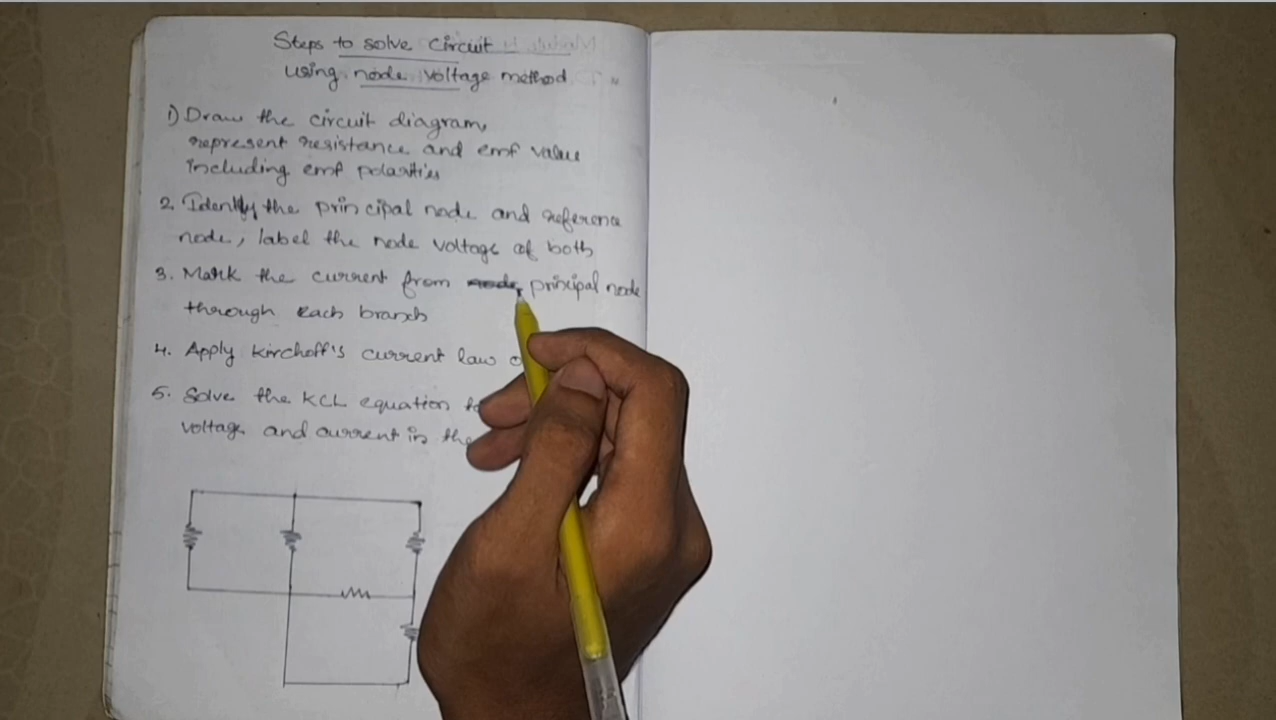 Steps to solve circuit
using node voltage method
1) Draw the circuit diagram,
represent resistance and emf value
including emf polarities
2. Identify the principal node and reference
node, label the node voltage of both
3. Mark the current from principal node
through each branch
4. Apply Kirchoff's current law
5. Solve the KCL equation
voltage and current in the